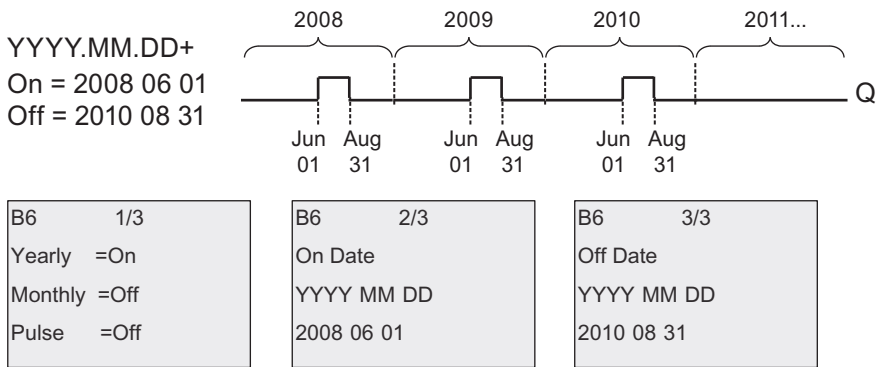 2008 2009 2010 2011...
YYYY.MM.DD+
On = 2008 06 01
Off = 2010 08 31
Q
Jun Aug Jun Aug Jun Aug
01 31 01 31 01 31
B6 1/3
Yearly =On
Monthly =Off
Pulse =Off
B6 2/3
On Date
YYYY MM DD
2008 06 01
B6 3/3
Off Date
YYYY MM DD
2010 08 31